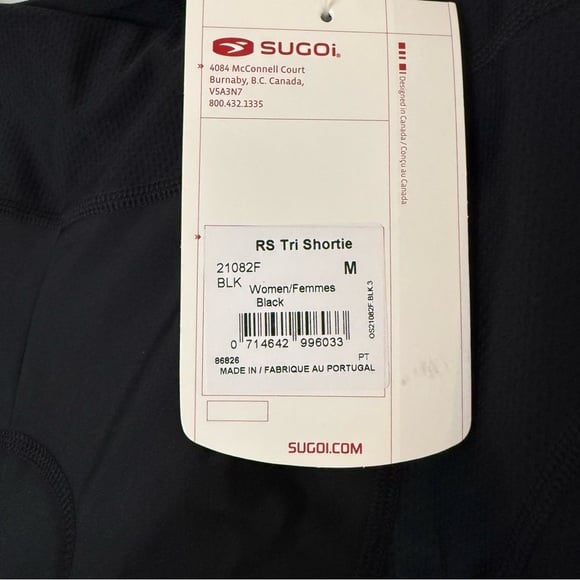 SUGOi.
» 4084 McConnell Court
Burnaby, B.C. Canada,
V5A3N7
800.432.1335
Designed in Canada / Conçu au Canada
» RS Tri Shortie
21082F M
BLK Women/Femmes
Black
OS21082F.BLK.3
0 714642 996033
86826 PT
MADE IN / FABRIQUE AU PORTUGAL
SUGOI.COM